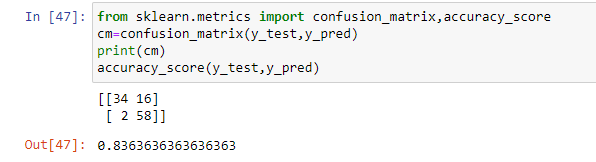 In [47]: from sklearn.metrics import confusion_matrix,accuracy_score
cm=confusion_matrix(y_test,y_pred)
print(cm)
accuracy_score(y_test,y_pred)
[[34 16]
 [ 2 58]]
Out[47]: 0.8363636363636363